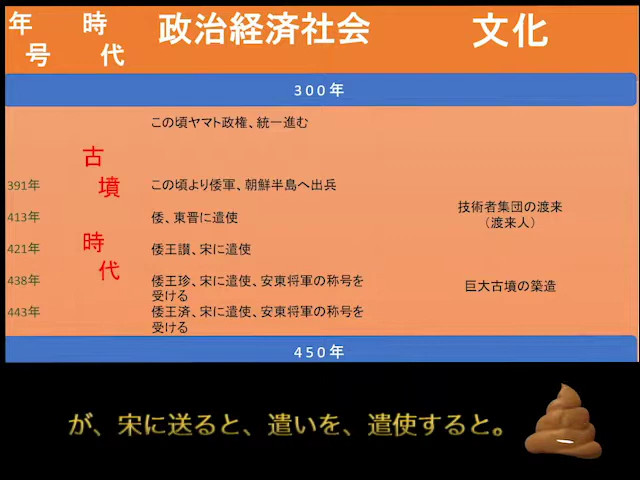 年号 時代 政治経済社会 文化
300年
この頃ヤマト政権、統一進む
古墳時代
391年 この頃より倭軍、朝鮮半島へ出兵
技術者集団の渡来
（渡来人）
413年 倭、東晋に遣使
421年 倭王讃、宋に遣使
438年 倭王珍、宋に遣使、安東将軍の称号を
受ける
巨大古墳の築造
443年 倭王済、宋に遣使、安東将軍の称号を
受ける
450年
が、宋に送ると、遣いを、遣使すると。